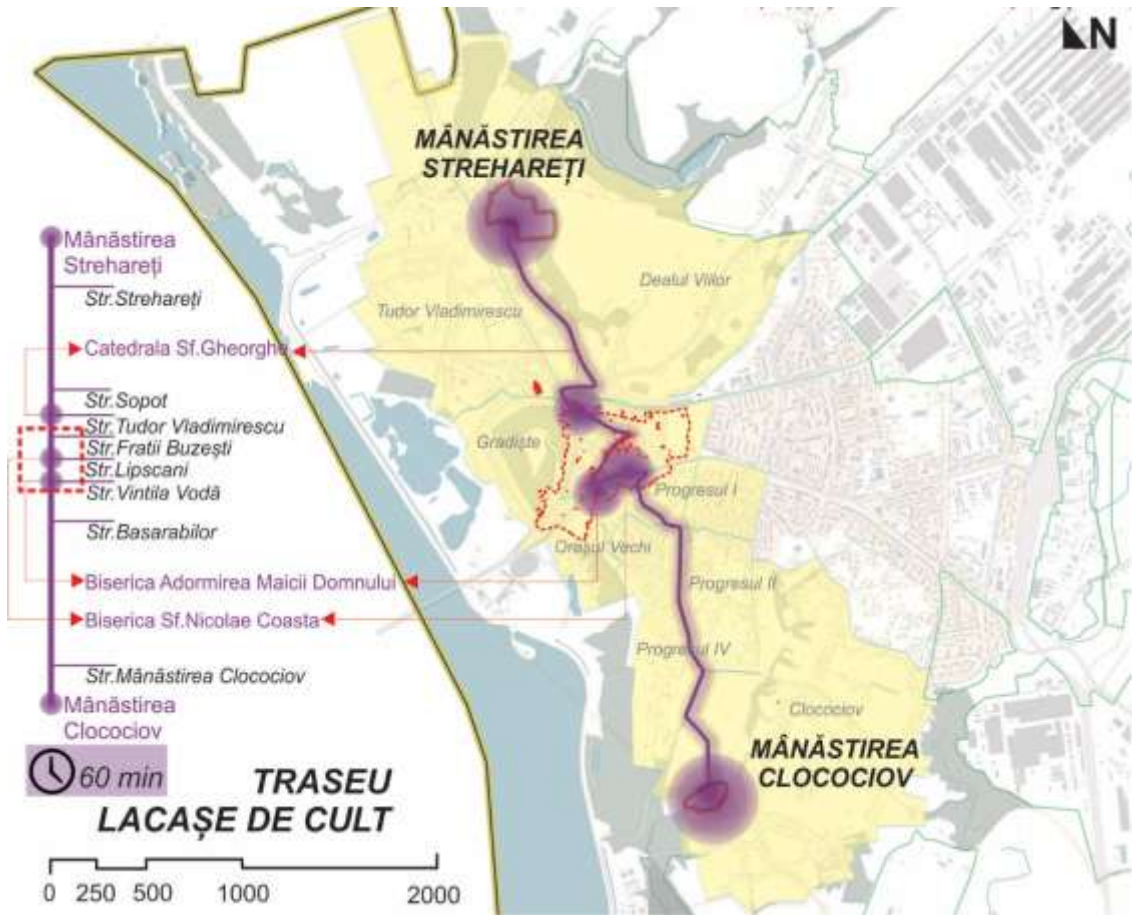 N
MÂNĂSTIREA
STREHAREȚI
Mânăstirea
Strehareți
Str.Strehareți
Catedrala Sf.Gheorghe
Str.Sopot
Str.Tudor Vladimirescu
Str.Fratii Buzești
Str.Lipscani
Str.Vintila Vodă
Str.Basarabilor
Biserica Adormirea Maicii Domnului
Biserica Sf.Nicolae Coasta
Str.Mânăstirea Clocociov
Mânăstirea
Clocociov
60 min
Dealul Viilor
Tudor Vladimirescu
Gradiște
Progresul I
Orașul Vechi
Progresul II
Progresul IV
Clocociov
MÂNĂSTIREA
CLOCOCIOV
TRASEU
LACAȘE DE CULT
0 250 500 1000 2000